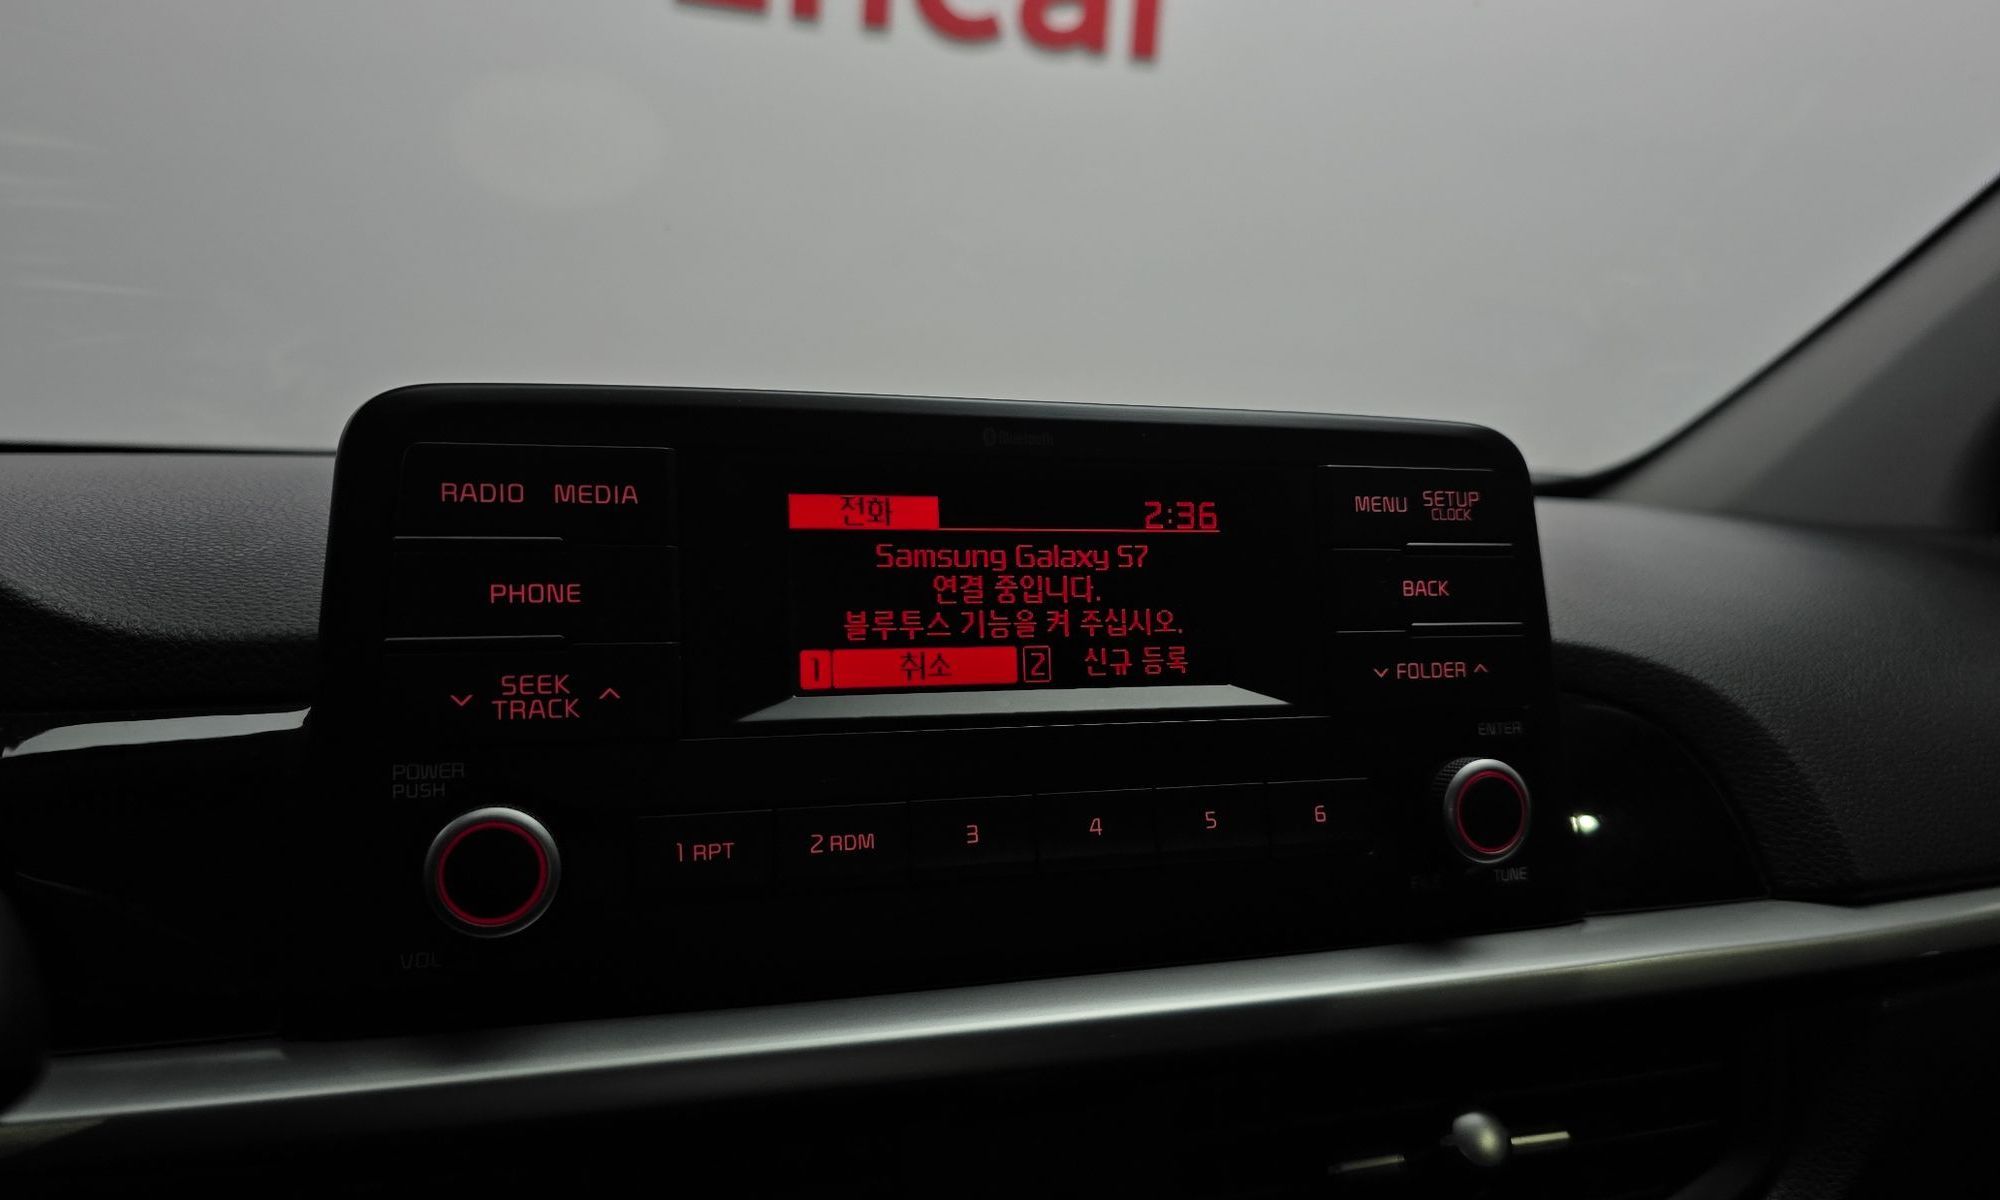 Encar
Bluetooth
RADIO MEDIA
PHONE
SEEK
TRACK
POWER
PUSH
VOL
전화 2:36
Samsung Galaxy S7
연결 중입니다.
블루투스 기능을 켜 주십시오.
1 취소 2 신규 등록
MENU SETUP
CLOCK
BACK
FOLDER
ENTER
TUNE
1 RPT 2 RDM 3 4 5 6